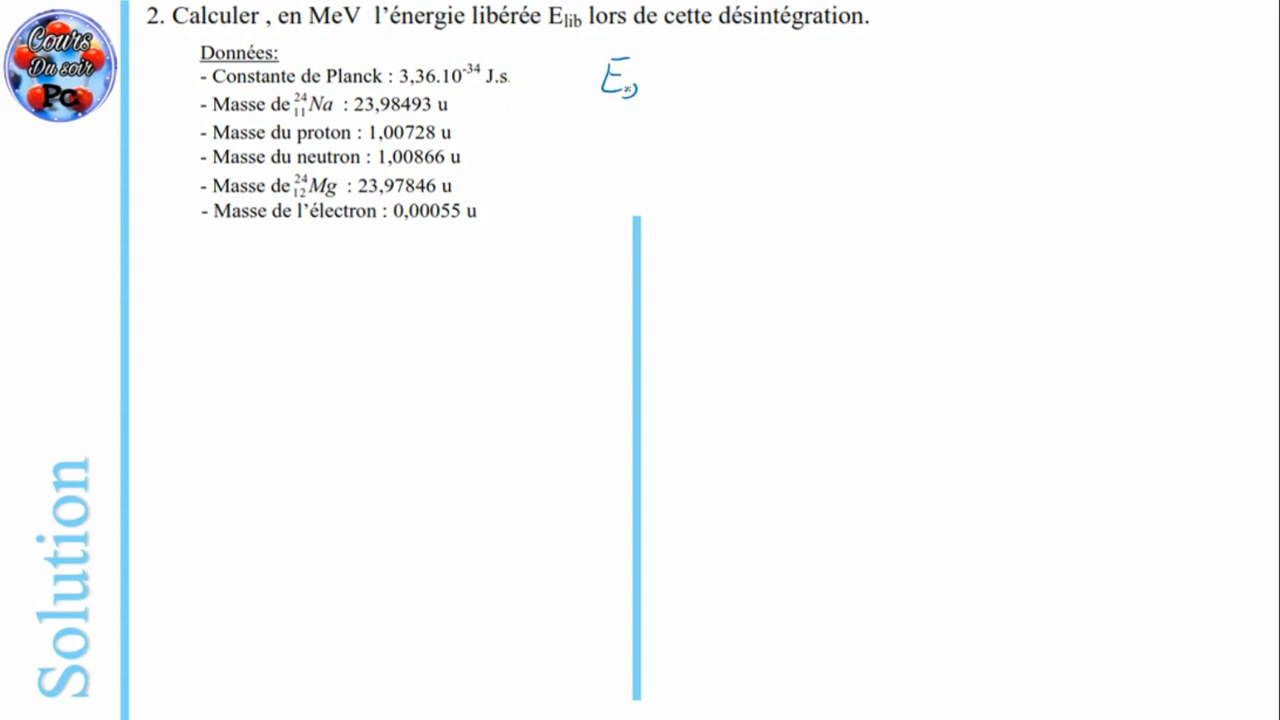 Cours
Du soir
PC
2. Calculer , en MeV l’énergie libérée E_lib lors de cette désintégration.
Données:
- Constante de Planck : 3,36.10⁻³⁴ J.s
- Masse de ²⁴₁₁Na : 23,98493 u
- Masse du proton : 1,00728 u
- Masse du neutron : 1,00866 u
- Masse de ²⁴₁₂Mg : 23,97846 u
- Masse de l’électron : 0,00055 u
E
Solution